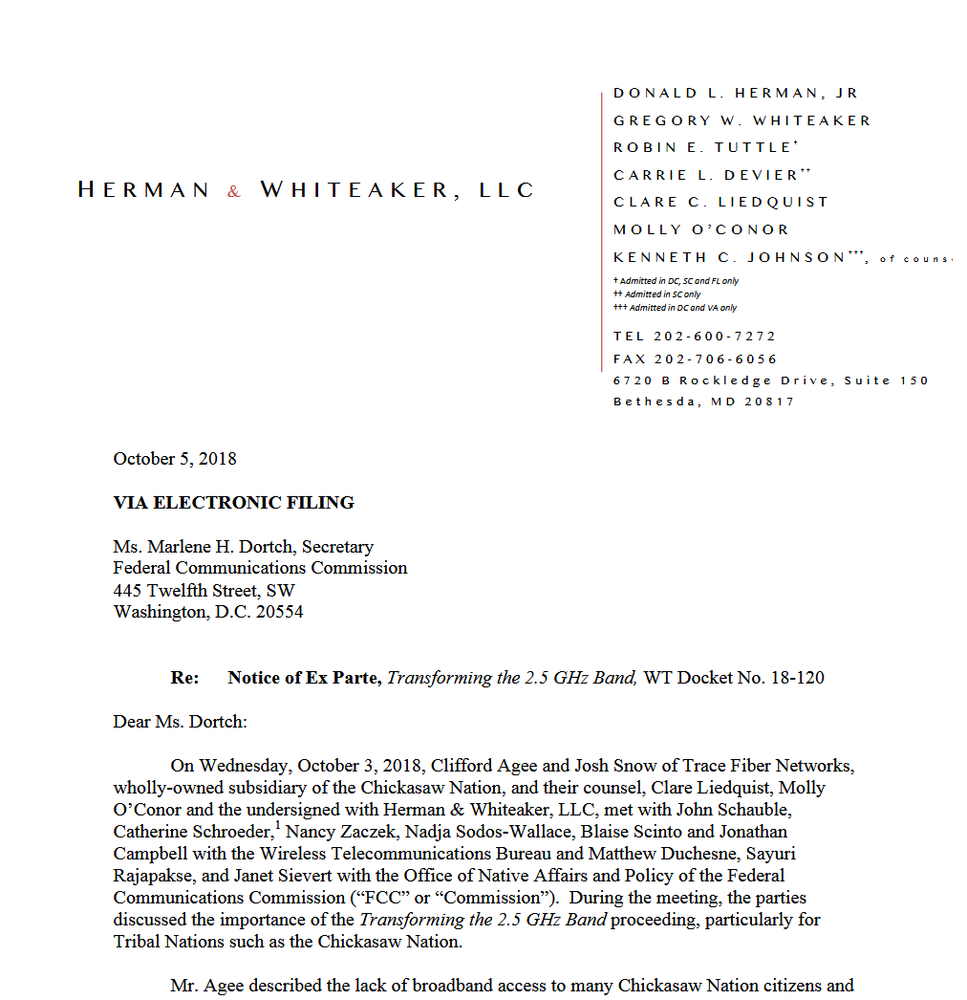 HERMAN & WHITEAKER, LLC
DONALD L. HERMAN, JR
GREGORY W. WHITEAKER
ROBIN E. TUTTLE†
CARRIE L. DEVIER††
CLARE C. LIEDQUIST
MOLLY O’CONOR
KENNETH C. JOHNSON†††, of couns
† Admitted in DC, SC and FL only
†† Admitted in SC only
††† Admitted in DC and VA only
TEL 202-600-7272
FAX 202-706-6056
6720 B Rockledge Drive, Suite 150
Bethesda, MD 20817
October 5, 2018
VIA ELECTRONIC FILING
Ms. Marlene H. Dortch, Secretary
Federal Communications Commission
445 Twelfth Street, SW
Washington, D.C. 20554
Re: Notice of Ex Parte, Transforming the 2.5 GHz Band, WT Docket No. 18-120
Dear Ms. Dortch:
On Wednesday, October 3, 2018, Clifford Agee and Josh Snow of Trace Fiber Networks,
wholly-owned subsidiary of the Chickasaw Nation, and their counsel, Clare Liedquist, Molly
O’Conor and the undersigned with Herman & Whiteaker, LLC, met with John Schauble,
Catherine Schroeder,1 Nancy Zaczek, Nadja Sodos-Wallace, Blaise Scinto and Jonathan
Campbell with the Wireless Telecommunications Bureau and Matthew Duchesne, Sayuri
Rajapakse, and Janet Sievert with the Office of Native Affairs and Policy of the Federal
Communications Commission (“FCC” or “Commission”).  During the meeting, the parties
discussed the importance of the Transforming the 2.5 GHz Band proceeding, particularly for
Tribal Nations such as the Chickasaw Nation.
Mr. Agee described the lack of broadband access to many Chickasaw Nation citizens and